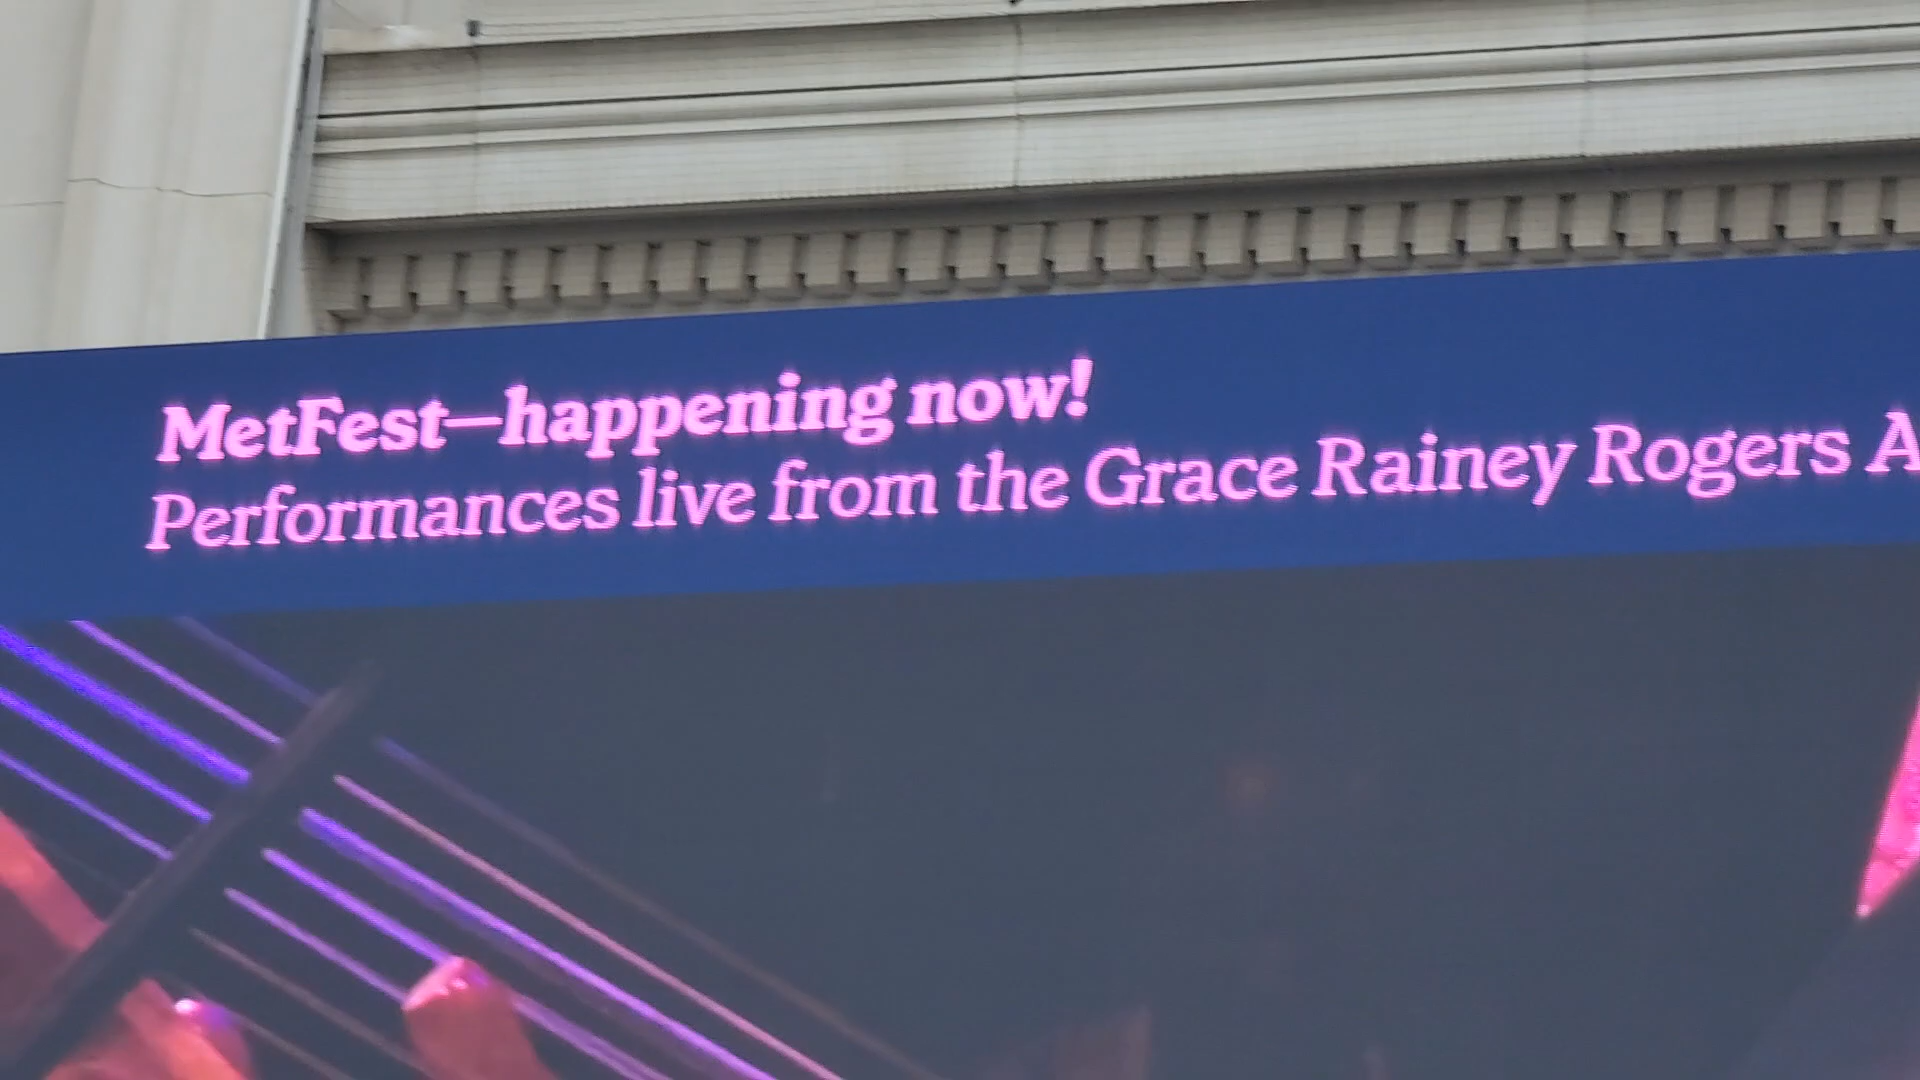 MetFest—happening now!
Performances live from the Grace Rainey Rogers A